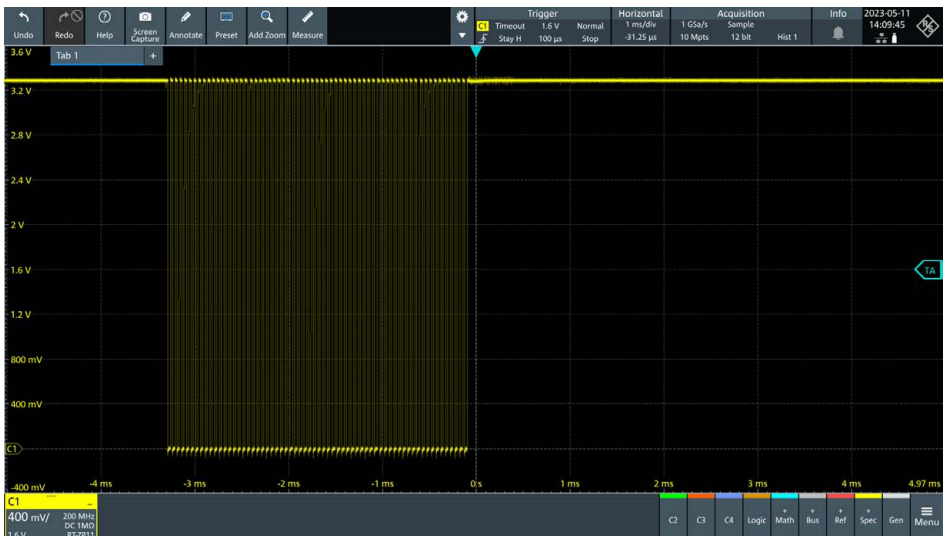 Trigger Horizontal Acquisition Info 2023-05-11
C1 Timeout 1.6 V Normal 1 ms/div 1 GSa/s Sample 14:09:45
Undo Redo Help Screen Capture Annotate Preset Add Zoom Measure Stay H 100 µs Stop -31.25 µs 10 Mpts 12 bit Hist 1
R&S
3.6 V Tab 1 +
3.2 V
2.8 V
2.4 V
2 V
1.6 V TA
1.2 V
800 mV
400 mV
C1
-400 mV -4 ms -3 ms -2 ms -1 ms 0 s 1 ms 2 ms 3 ms 4 ms 4.97 ms
C1
400 mV/ 200 MHz
DC 1MΩ
1.6 V RT-ZP11
C2 C3 C4 Logic + Math + Bus + Ref + Spec Gen Menu